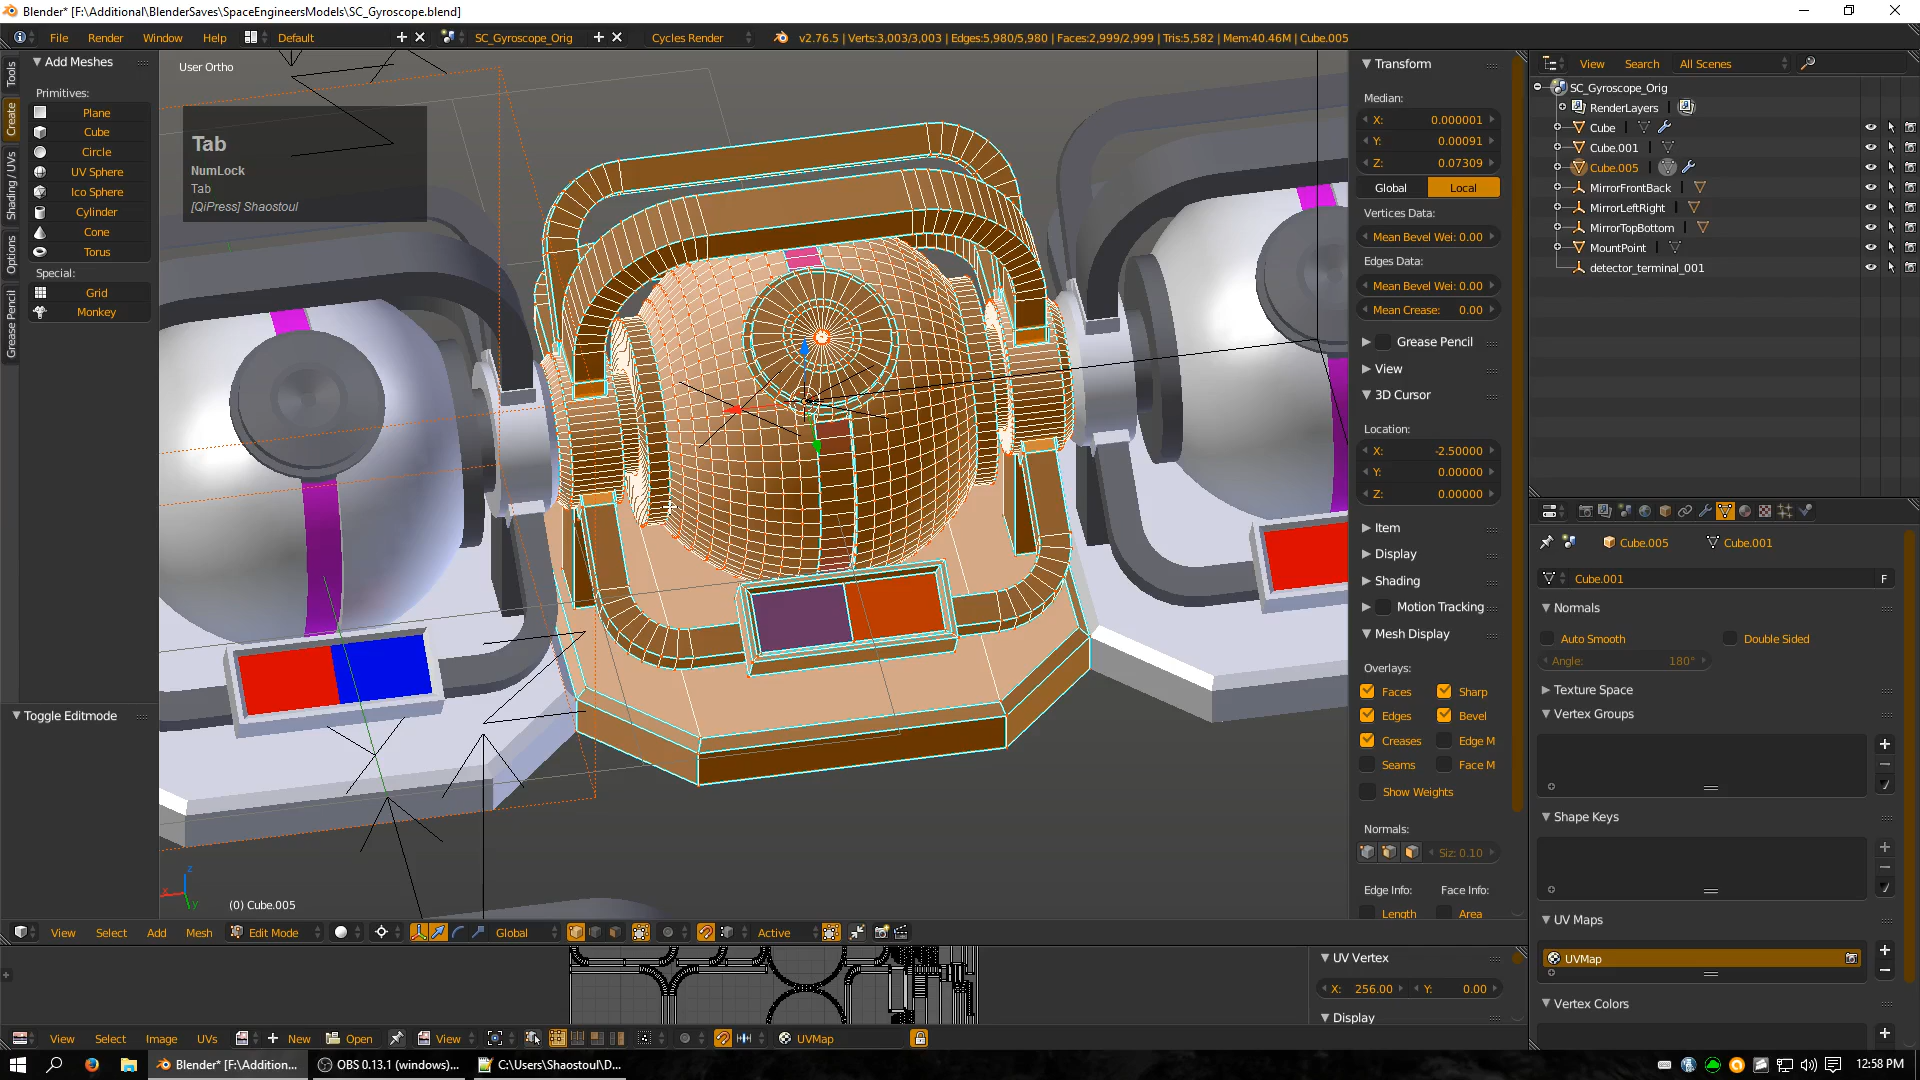 Blender* [F:\Additional\BlenderSaves\SpaceEngineersModels\SC_Gyroscope.blend]
File Render Window Help Default SC_Gyroscope_Orig Cycles Render v2.76.5 | Verts:3,003/3,003 | Edges:5,980/5,980 | Faces:2,999/2,999 | Tris:5,582 | Mem:40.46M | Cube.005
Tools
Create
Shading / UVs
Options
Grease Pencil
Add Meshes
Primitives:
Plane
Cube
Circle
UV Sphere
Ico Sphere
Cylinder
Cone
Torus
Special:
Grid
Monkey
Toggle Editmode
User Ortho
Tab
NumLock
Tab
[QiPress] Shaostoul
(0) Cube.005
x
z
y
Transform
Median:
X: 0.000001
Y: 0.00091
Z: 0.07309
Global Local
Vertices Data:
Mean Bevel Wei: 0.00
Edges Data:
Mean Bevel Wei: 0.00
Mean Crease: 0.00
Grease Pencil
View
3D Cursor
Location:
X: -2.50000
Y: 0.00000
Z: 0.00000
Item
Display
Shading
Motion Tracking
Mesh Display
Overlays:
Faces Sharp
Edges Bevel
Creases Edge M
Seams Face M
Show Weights
Normals:
Siz: 0.10
Edge Info: Face Info:
Length Area
View Search All Scenes
SC_Gyroscope_Orig
RenderLayers
Cube
Cube.001
Cube.005
MirrorFrontBack
MirrorLeftRight
MirrorTopBottom
MountPoint
detector_terminal_001
Cube.005 Cube.001
Cube.001 F
Normals
Auto Smooth Double Sided
Angle: 180°
Texture Space
Vertex Groups
Shape Keys
UV Maps
UVMap
Vertex Colors
View Select Add Mesh Edit Mode Global Active
UV Vertex
X: 256.00 Y: 0.00
Display
View Select Image UVs New Open View UVMap
Blender* [F:\Addition... OBS 0.13.1 (windows)... C:\Users\Shaostoul\D... 12:58 PM